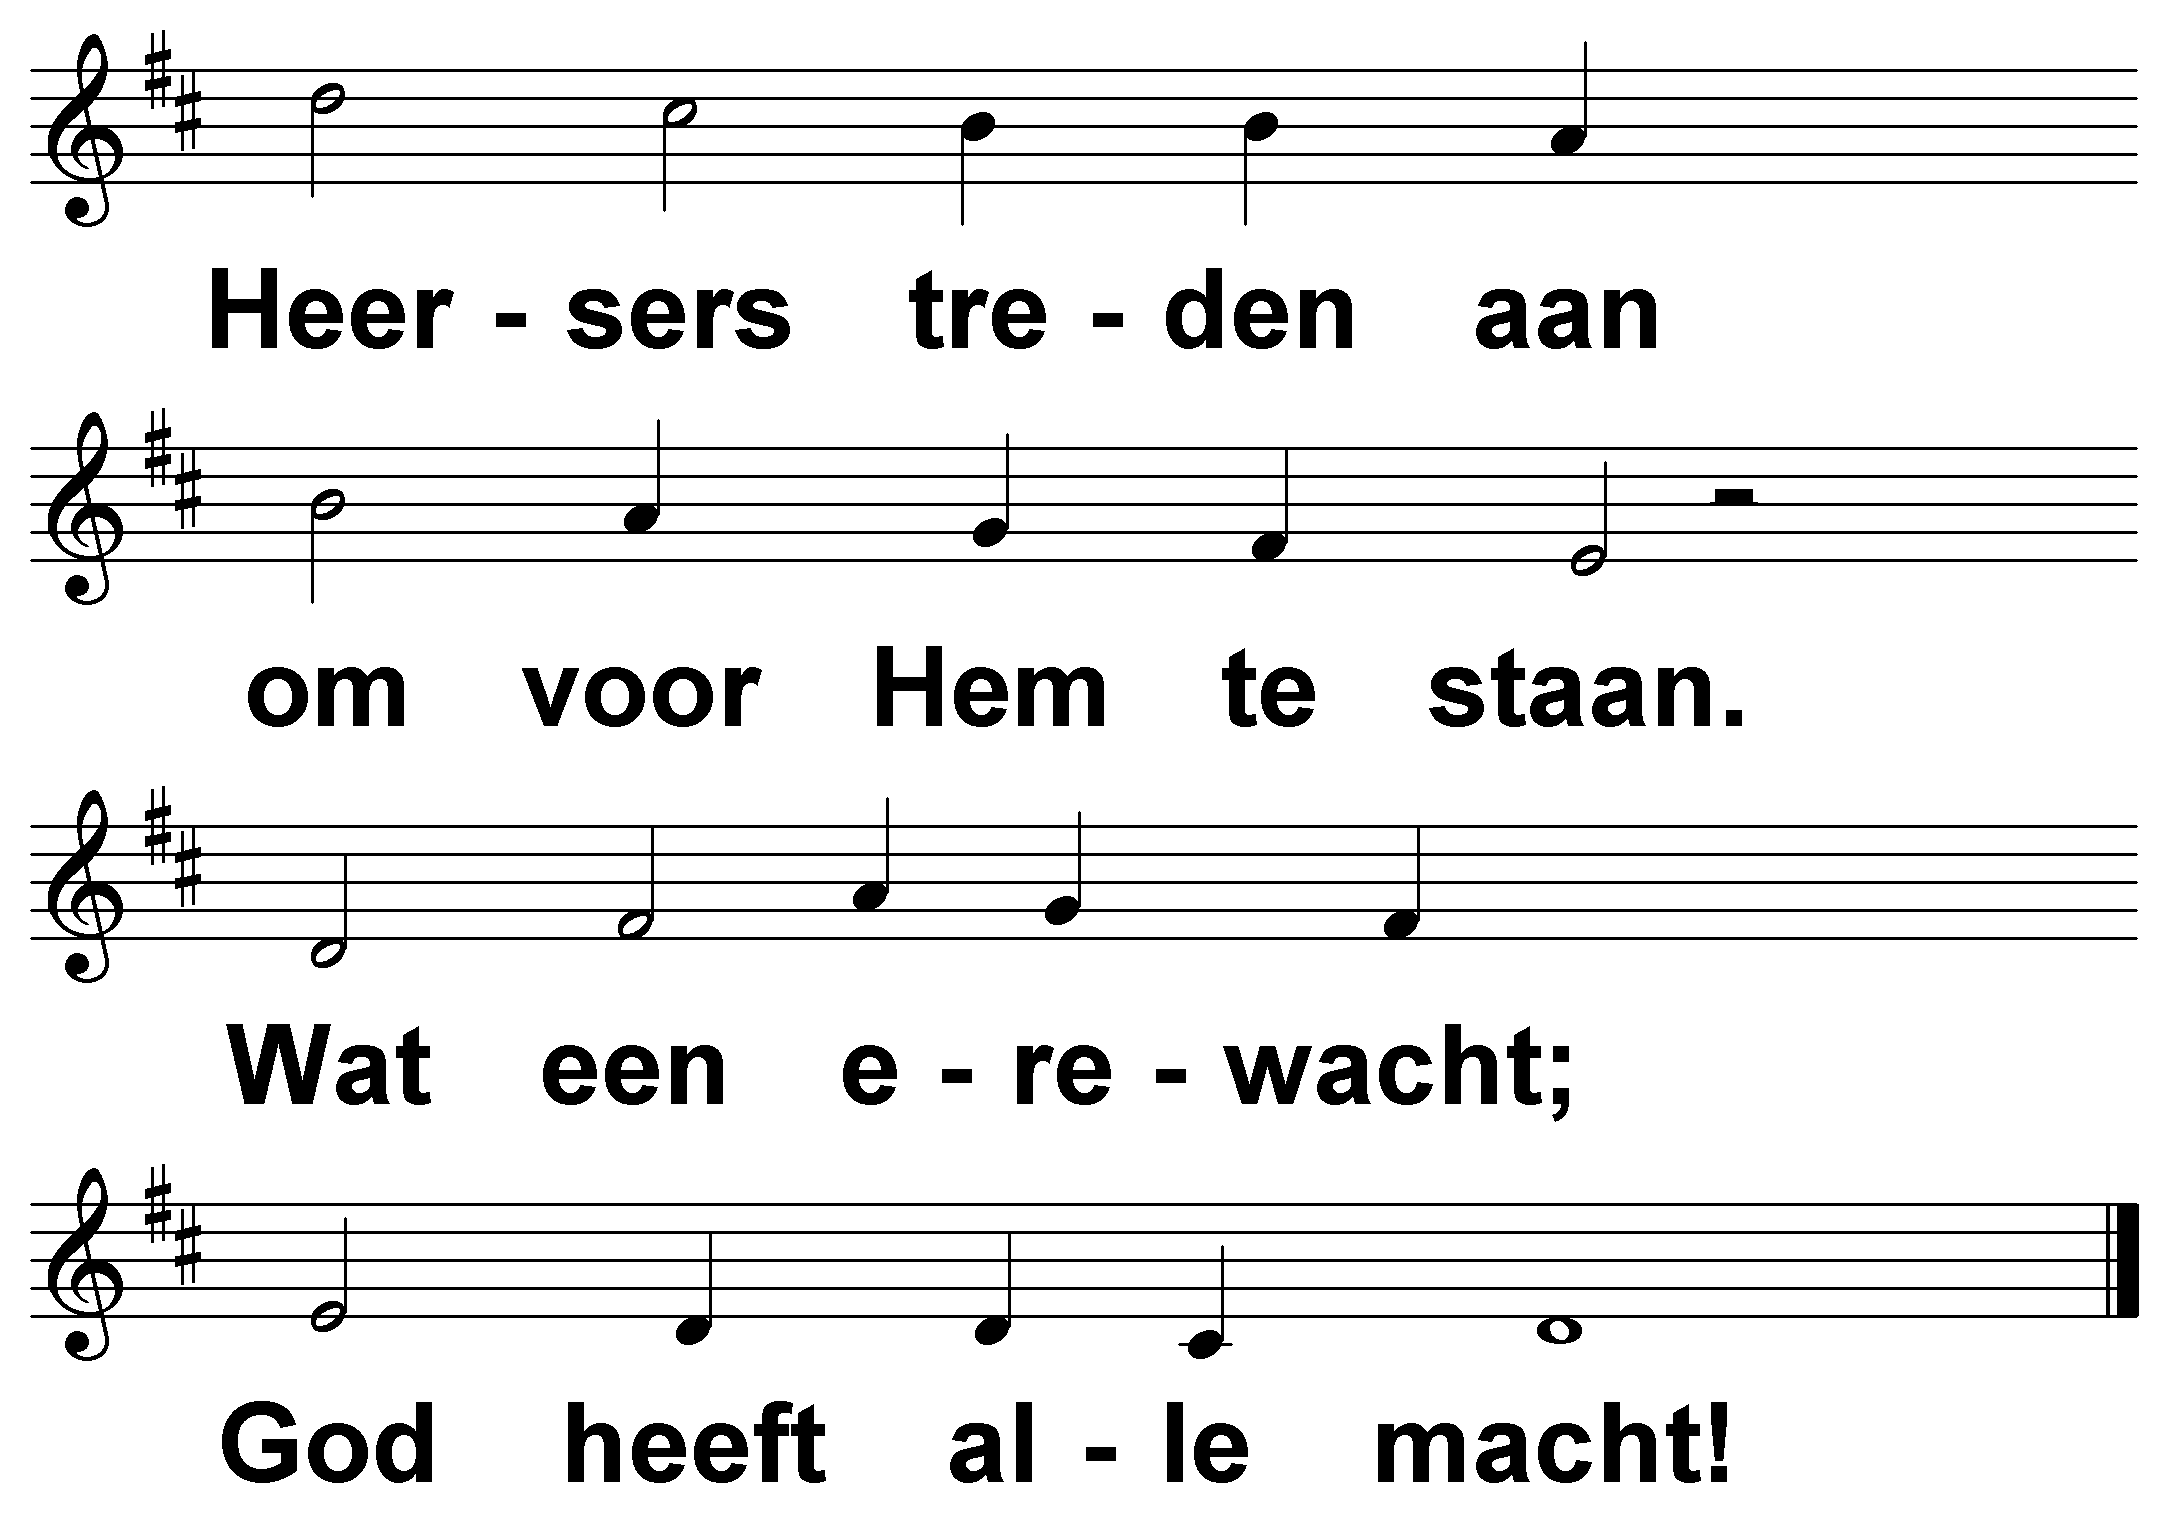 Heer - sers tre - den aan
om voor Hem te staan.
Wat een e - re - wacht;
God heeft al - le macht!